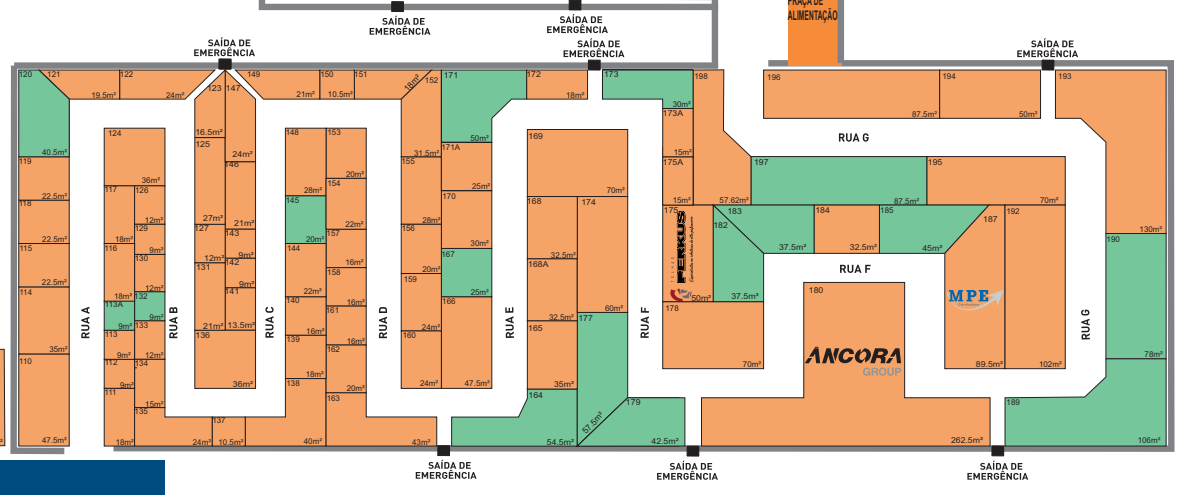 PRAÇA DE
ALIMENTAÇÃO
SAÍDA DE
EMERGÊNCIA
SAÍDA DE
EMERGÊNCIA
SAÍDA DE
EMERGÊNCIA
SAÍDA DE
EMERGÊNCIA
SAÍDA DE
EMERGÊNCIA
120
40.5m²
121
19.5m²
122
24m²
123
16.5m²
147
24m²
149
21m²
150
10.5m²
151
18m²
152
31.5m²
171
50m²
172
18m²
173
30m²
198
57.62m²
196
87.5m²
194
50m²
193
130m²
RUA G
119
22.5m²
118
22.5m²
115
22.5m²
114
35m²
110
47.5m²
RUA A
124
36m²
117
18m²
126
12m²
129
9m²
116
18m²
130
12m²
113A
9m²
132
9m²
113
9m²
133
12m²
112
9m²
134
15m²
111
18m²
135
24m²
RUA B
125
27m²
146
21m²
127
12m²
143
9m²
131
21m²
142
9m²
141
13.5m²
136
36m²
137
10.5m²
RUA C
148
28m²
153
20m²
145
20m²
154
22m²
144
22m²
157
16m²
158
16m²
140
16m²
161
16m²
139
18m²
162
20m²
138
40m²
163
43m²
RUA D
155
28m²
171A
25m²
156
20m²
170
30m²
159
24m²
167
25m²
160
24m²
166
47.5m²
RUA E
169
70m²
168
32.5m²
174
60m²
168A
32.5m²
165
35m²
177
57.5m²
164
54.5m²
179
42.5m²
RUA F
173A
15m²
175A
15m²
175
PERKUS
50m²
182
37.5m²
178
70m²
197
87.5m²
195
70m²
183
37.5m²
184
32.5m²
185
45m²
187
89.5m²
192
102m²
RUA F
MPE
180
ÂNCORA
GROUP
262.5m²
RUA G
190
78m²
189
106m²
SAÍDA DE
EMERGÊNCIA
SAÍDA DE
EMERGÊNCIA
SAÍDA DE
EMERGÊNCIA